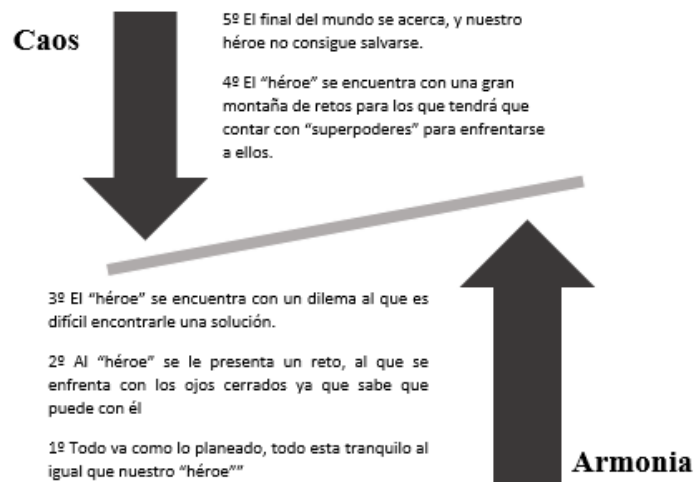 Caos
5º El final del mundo se acerca, y nuestro
héroe no consigue salvarse.
4º El “héroe” se encuentra con una gran
montaña de retos para los que tendrá que
contar con “superpoderes” para enfrentarse
a ellos.
3º El “héroe” se encuentra con un dilema al que es
difícil encontrarle una solución.
2º Al “héroe” se le presenta un reto, al que se
enfrenta con los ojos cerrados ya que sabe que
puede con él
1º Todo va como lo planeado, todo esta tranquilo al
igual que nuestro “héroe””
Armonia